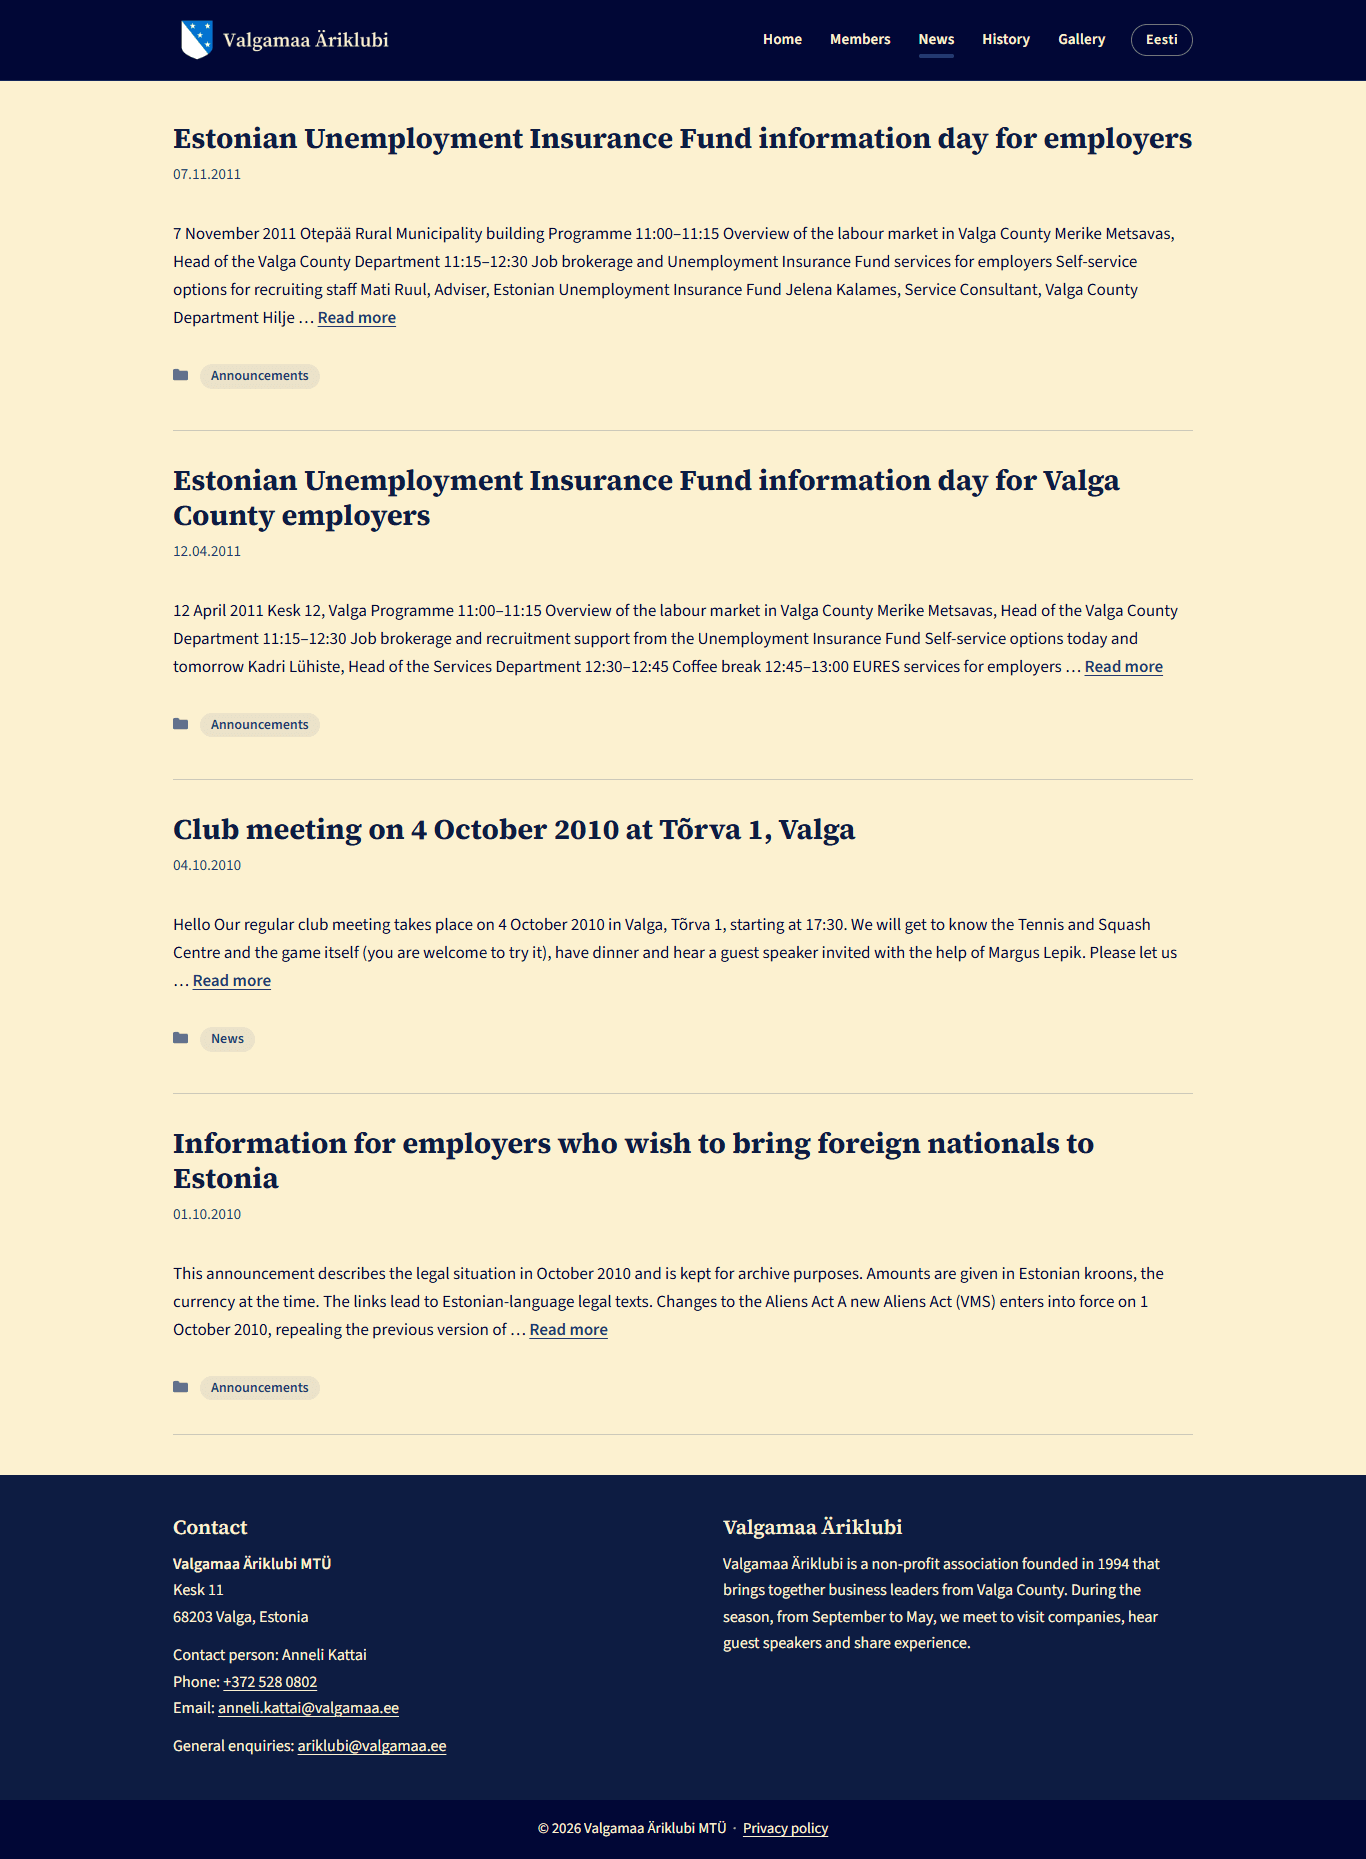 Valgamaa Äriklubi
Home Members News History Gallery Eesti
Estonian Unemployment Insurance Fund information day for employers
07.11.2011
7 November 2011 Otepää Rural Municipality building Programme 11:00–11:15 Overview of the labour market in Valga County Merike Metsavas,
Head of the Valga County Department 11:15–12:30 Job brokerage and Unemployment Insurance Fund services for employers Self-service
options for recruiting staff Mati Ruul, Adviser, Estonian Unemployment Insurance Fund Jelena Kalames, Service Consultant, Valga County
Department Hilje … Read more
Announcements
Estonian Unemployment Insurance Fund information day for Valga
County employers
12.04.2011
12 April 2011 Kesk 12, Valga Programme 11:00–11:15 Overview of the labour market in Valga County Merike Metsavas, Head of the Valga County
Department 11:15–12:30 Job brokerage and recruitment support from the Unemployment Insurance Fund Self-service options today and
tomorrow Kadri Lühiste, Head of the Services Department 12:30–12:45 Coffee break 12:45–13:00 EURES services for employers … Read more
Announcements
Club meeting on 4 October 2010 at Tõrva 1, Valga
04.10.2010
Hello Our regular club meeting takes place on 4 October 2010 in Valga, Tõrva 1, starting at 17:30. We will get to know the Tennis and Squash
Centre and the game itself (you are welcome to try it), have dinner and hear a guest speaker invited with the help of Margus Lepik. Please let us
… Read more
News
Information for employers who wish to bring foreign nationals to
Estonia
01.10.2010
This announcement describes the legal situation in October 2010 and is kept for archive purposes. Amounts are given in Estonian kroons, the
currency at the time. The links lead to Estonian-language legal texts. Changes to the Aliens Act A new Aliens Act (VMS) enters into force on 1
October 2010, repealing the previous version of … Read more
Announcements
Contact
Valgamaa Äriklubi MTÜ
Kesk 11
68203 Valga, Estonia
Contact person: Anneli Kattai
Phone: +372 528 0802
Email: anneli.kattai@valgamaa.ee
General enquiries: ariklubi@valgamaa.ee
Valgamaa Äriklubi
Valgamaa Äriklubi is a non-profit association founded in 1994 that
brings together business leaders from Valga County. During the
season, from September to May, we meet to visit companies, hear
guest speakers and share experience.
© 2026 Valgamaa Äriklubi MTÜ · Privacy policy